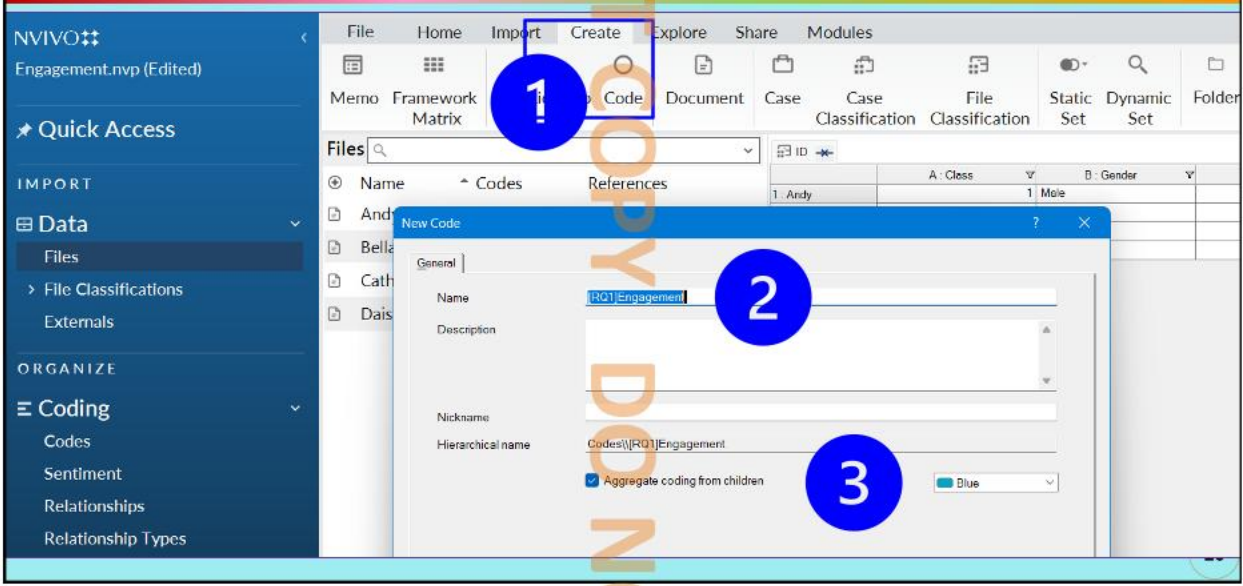 NVIVO
Engagement.nvp (Edited)
Quick Access
IMPORT
Data
Files
File Classifications
Externals
ORGANIZE
Coding
Codes
Sentiment
Relationships
Relationship Types
File Home Import Create Explore Share Modules
Memo Framework Matrix Code Document Case Case Classification File Classification Static Set Dynamic Set Folder
1
Files
Name Codes References
Andy
Bella
Cath
Dais
ID
A : Class B : Gender
1 : Andy 1 Male
New Code ?
General
Name [RQ1]Engagement
2
Description
Nickname
Hierarchical name Codes\\[RQ1]Engagement
Aggregate coding from children
3
Blue
COPY DO N